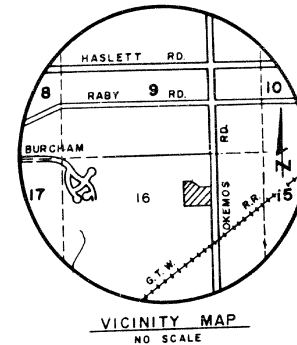 HASLETT RD.
8 9 10
RABY RD.
BURCHAM
RD.
17 16 15
OKEMOS
G.T.W. R.R.
N
VICINITY MAP
NO SCALE